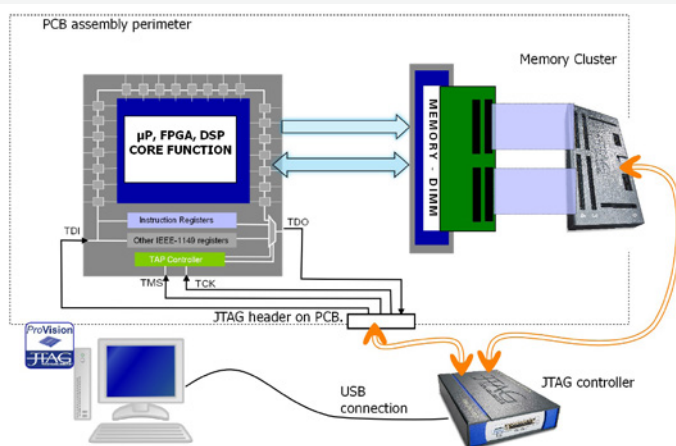 PCB assembly perimeter
Memory Cluster
µP, FPGA, DSP
CORE FUNCTION
MEMORY - DIMM
Instruction Registers
Other IEEE-1149 registers
TAP Controller
TDI
TDO
TMS
TCK
JTAG header on PCB.
ProVision
JTAG
USB
connection
JTAG
JTAG controller